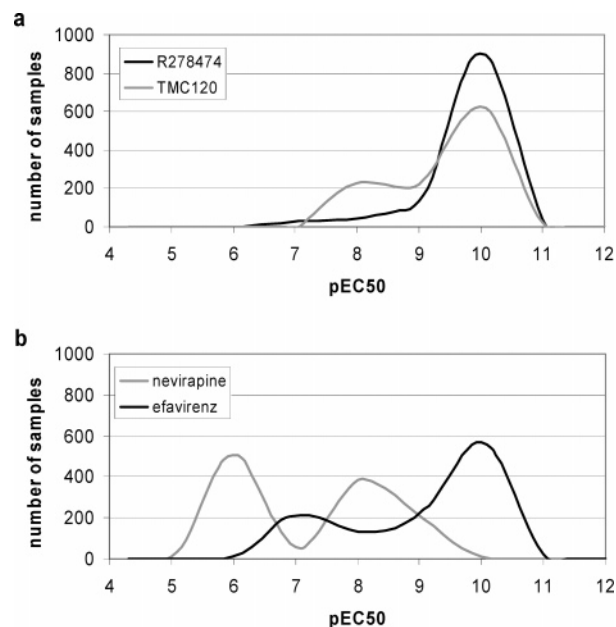 a
1000
800
600
400
200
0
R278474
TMC120
number of samples
4 5 6 7 8 9 10 11 12
pEC50
b
1000
800
600
400
200
0
nevirapine
efavirenz
number of samples
4 5 6 7 8 9 10 11 12
pEC50